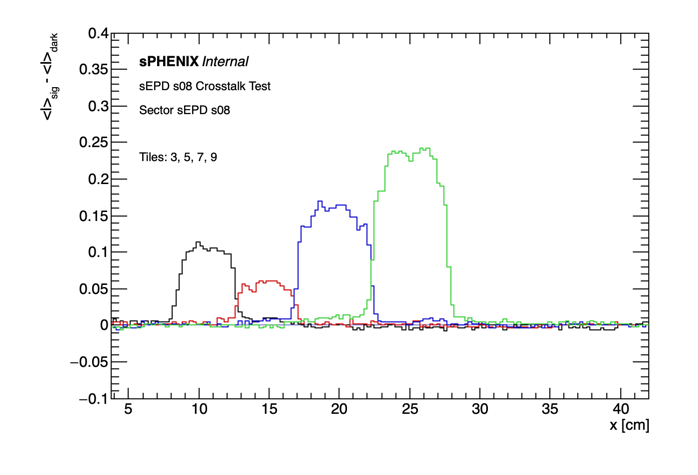 <I>sig - <I>dark
0.4
0.35
0.3
0.25
0.2
0.15
0.1
0.05
0
−0.05
−0.1
sPHENIX Internal
sEPD s08 Crosstalk Test
Sector sEPD s08
Tiles: 3, 5, 7, 9
5 10 15 20 25 30 35 40
x [cm]